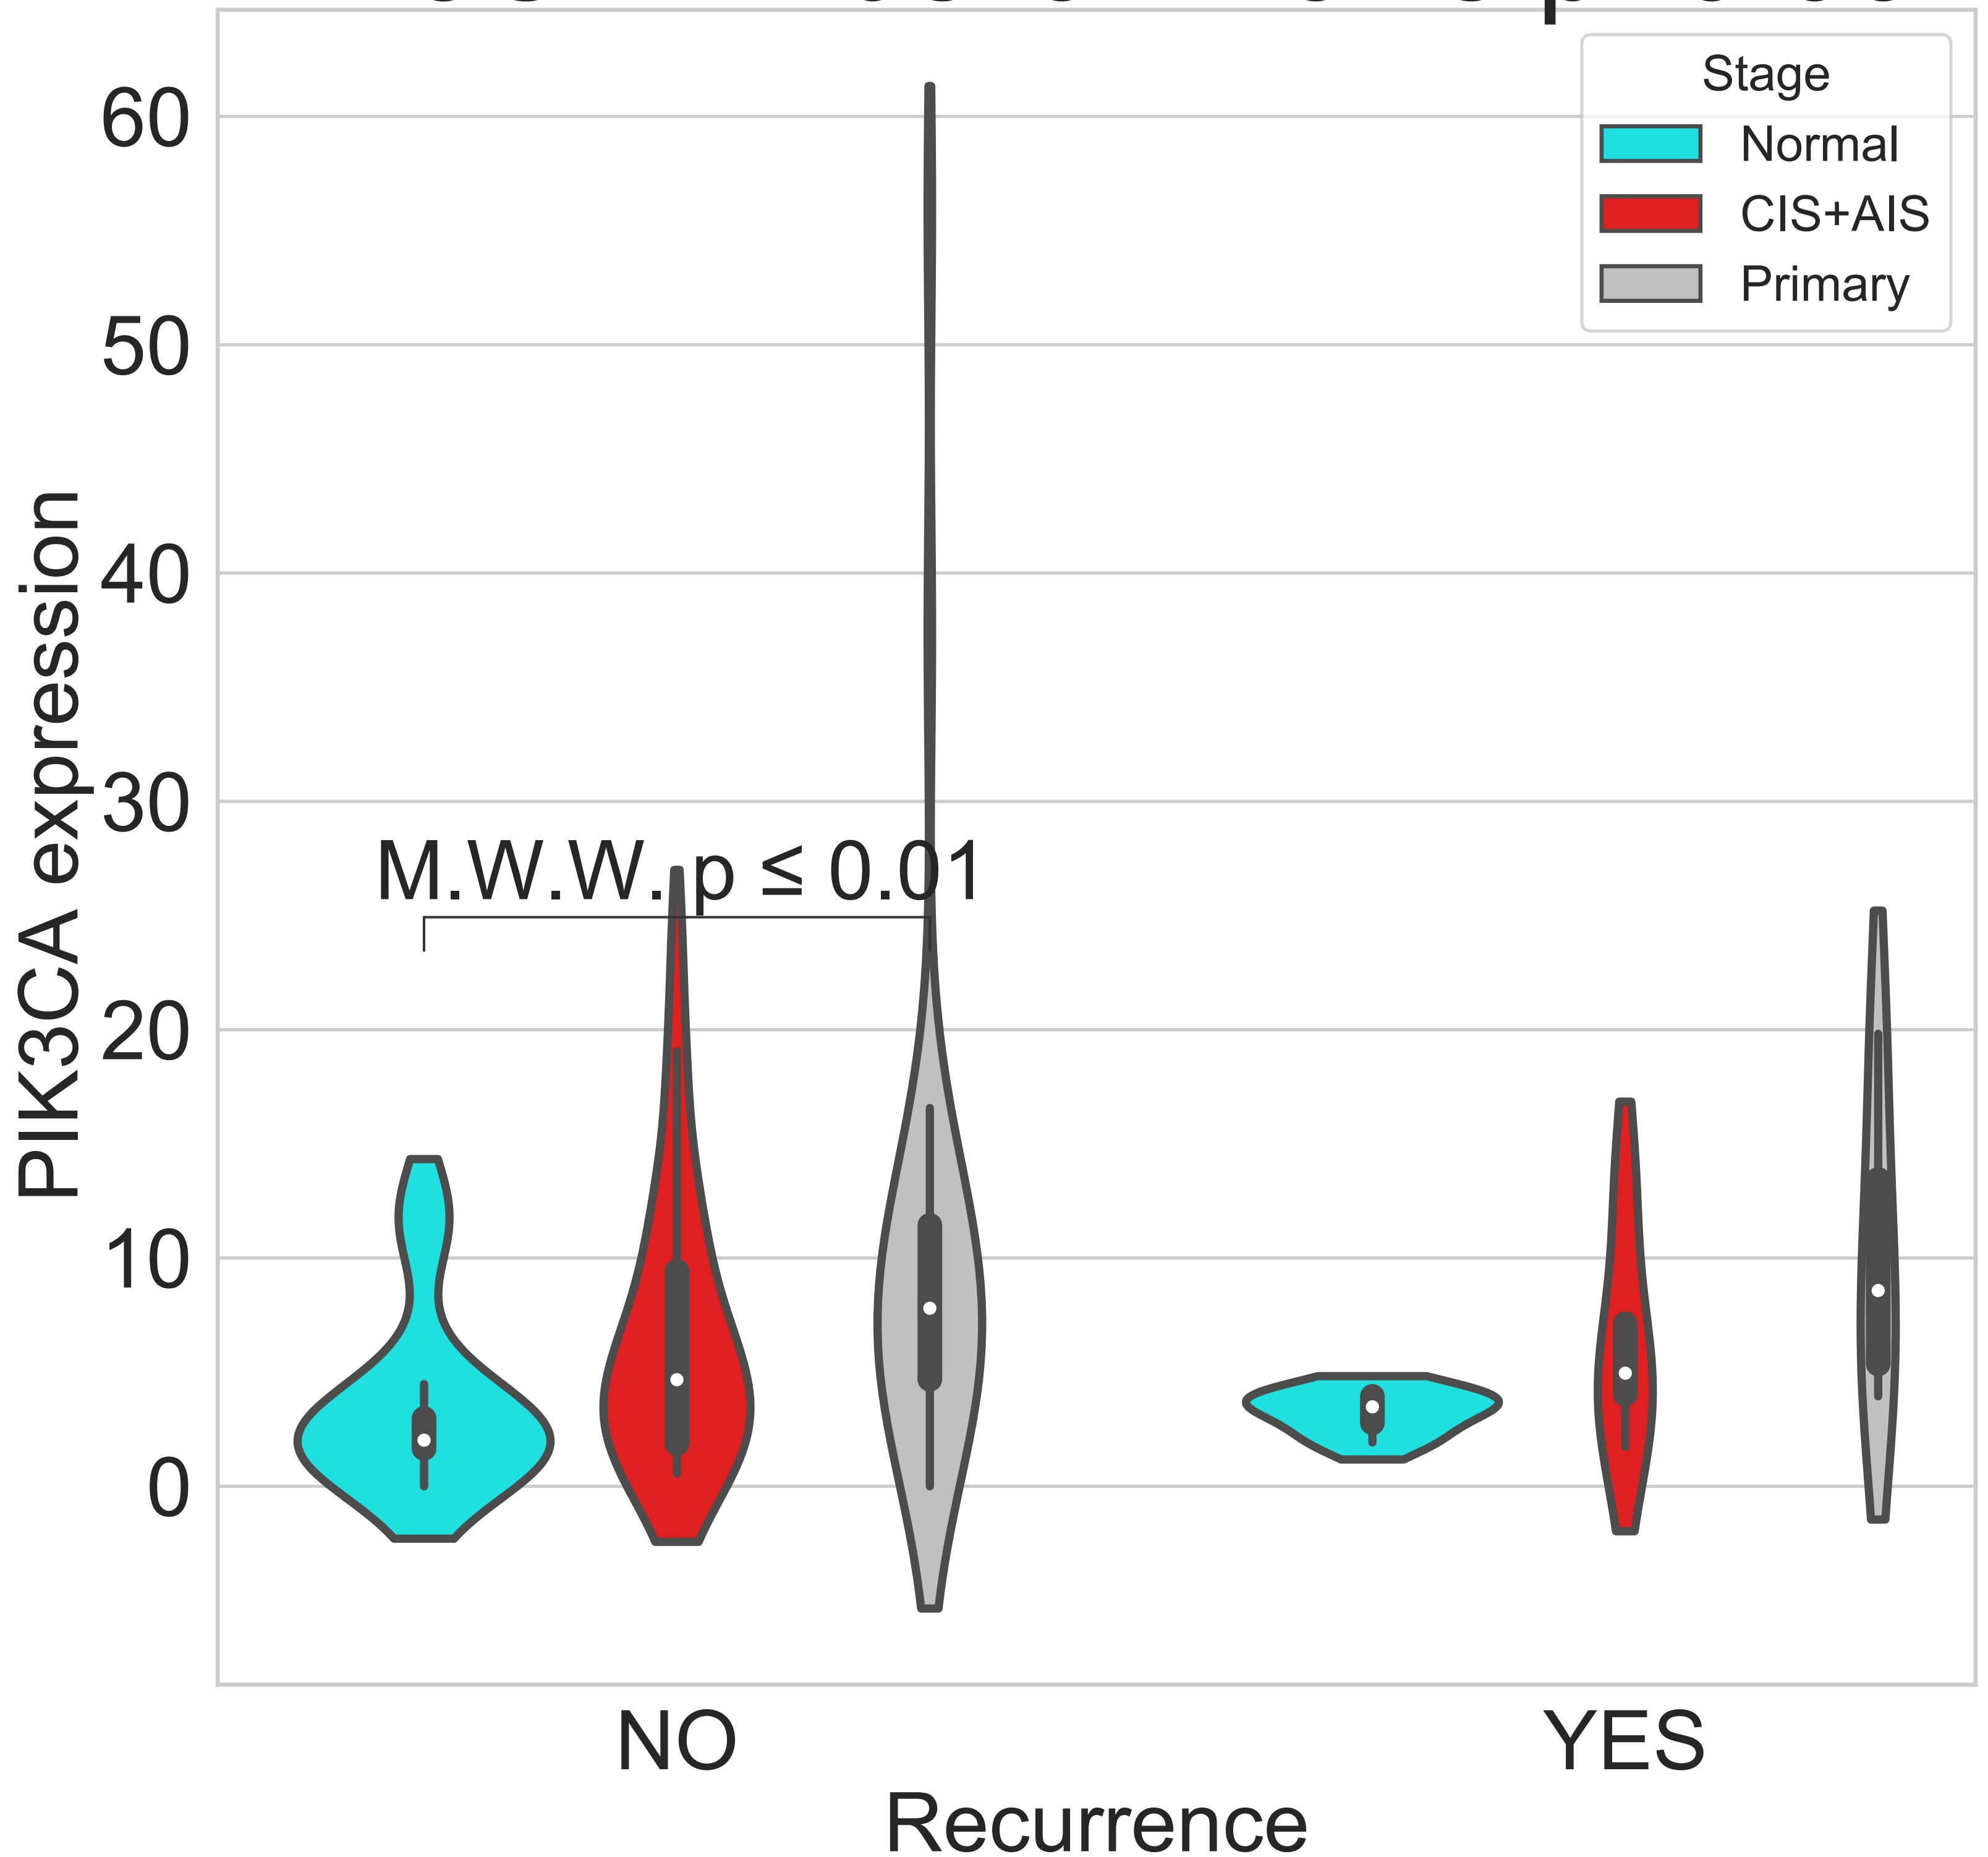 Stage
Normal
CIS+AIS
Primary
60
50
40
30
20
10
0
PIK3CA expression
M.W.W. p ≤ 0.01
NO
YES
Recurrence